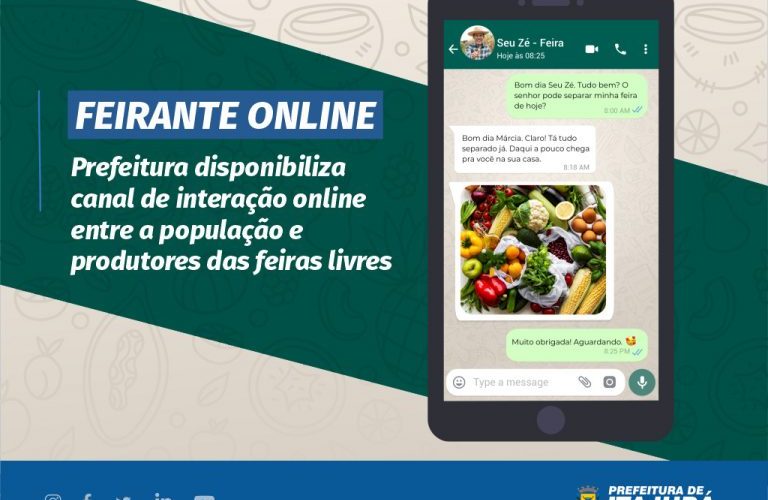 FEIRANTE ONLINE
Prefeitura disponibiliza
canal de interação online
entre a população e
produtores das feiras livres
Seu Zé - Feira
Hoje às 08:25
Bom dia Seu Zé. Tudo bem? O
senhor pode separar minha feira
de hoje?
8:00 AM
Bom dia Márcia. Claro! Tá tudo
separado já. Daqui a pouco chega
pra você na sua casa.
8:18 AM
Muito obrigada! Aguardando.
8:25 PM
Type a message
PREFEITURA DE